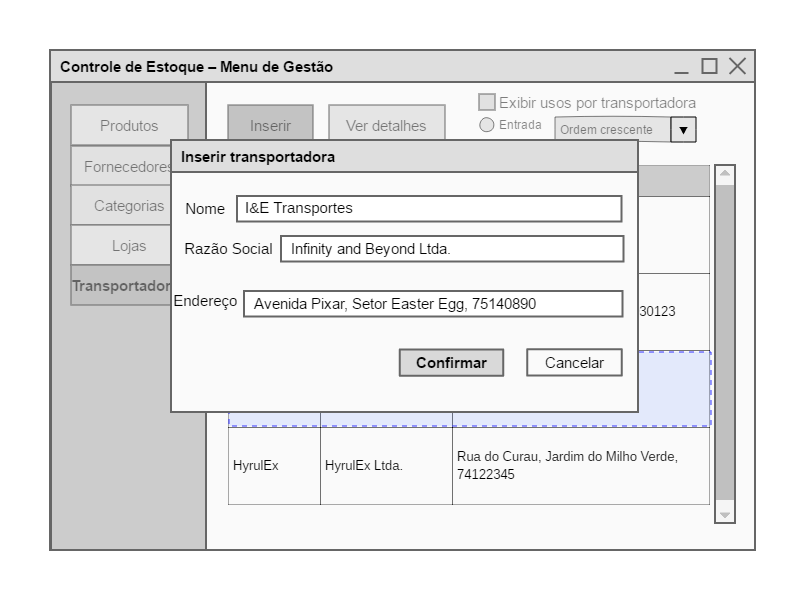 Controle de Estoque – Menu de Gestão
Produtos
Fornecedores
Categorias
Lojas
Transportador
Inserir
Ver detalhes
Exibir usos por transportadora
Entrada
Ordem crescente
Inserir transportadora
Nome
I&E Transportes
Razão Social
Infinity and Beyond Ltda.
Endereço
Avenida Pixar, Setor Easter Egg, 75140890
Confirmar
Cancelar
30123
HyrulEx
HyrulEx Ltda.
Rua do Curau, Jardim do Milho Verde,
74122345